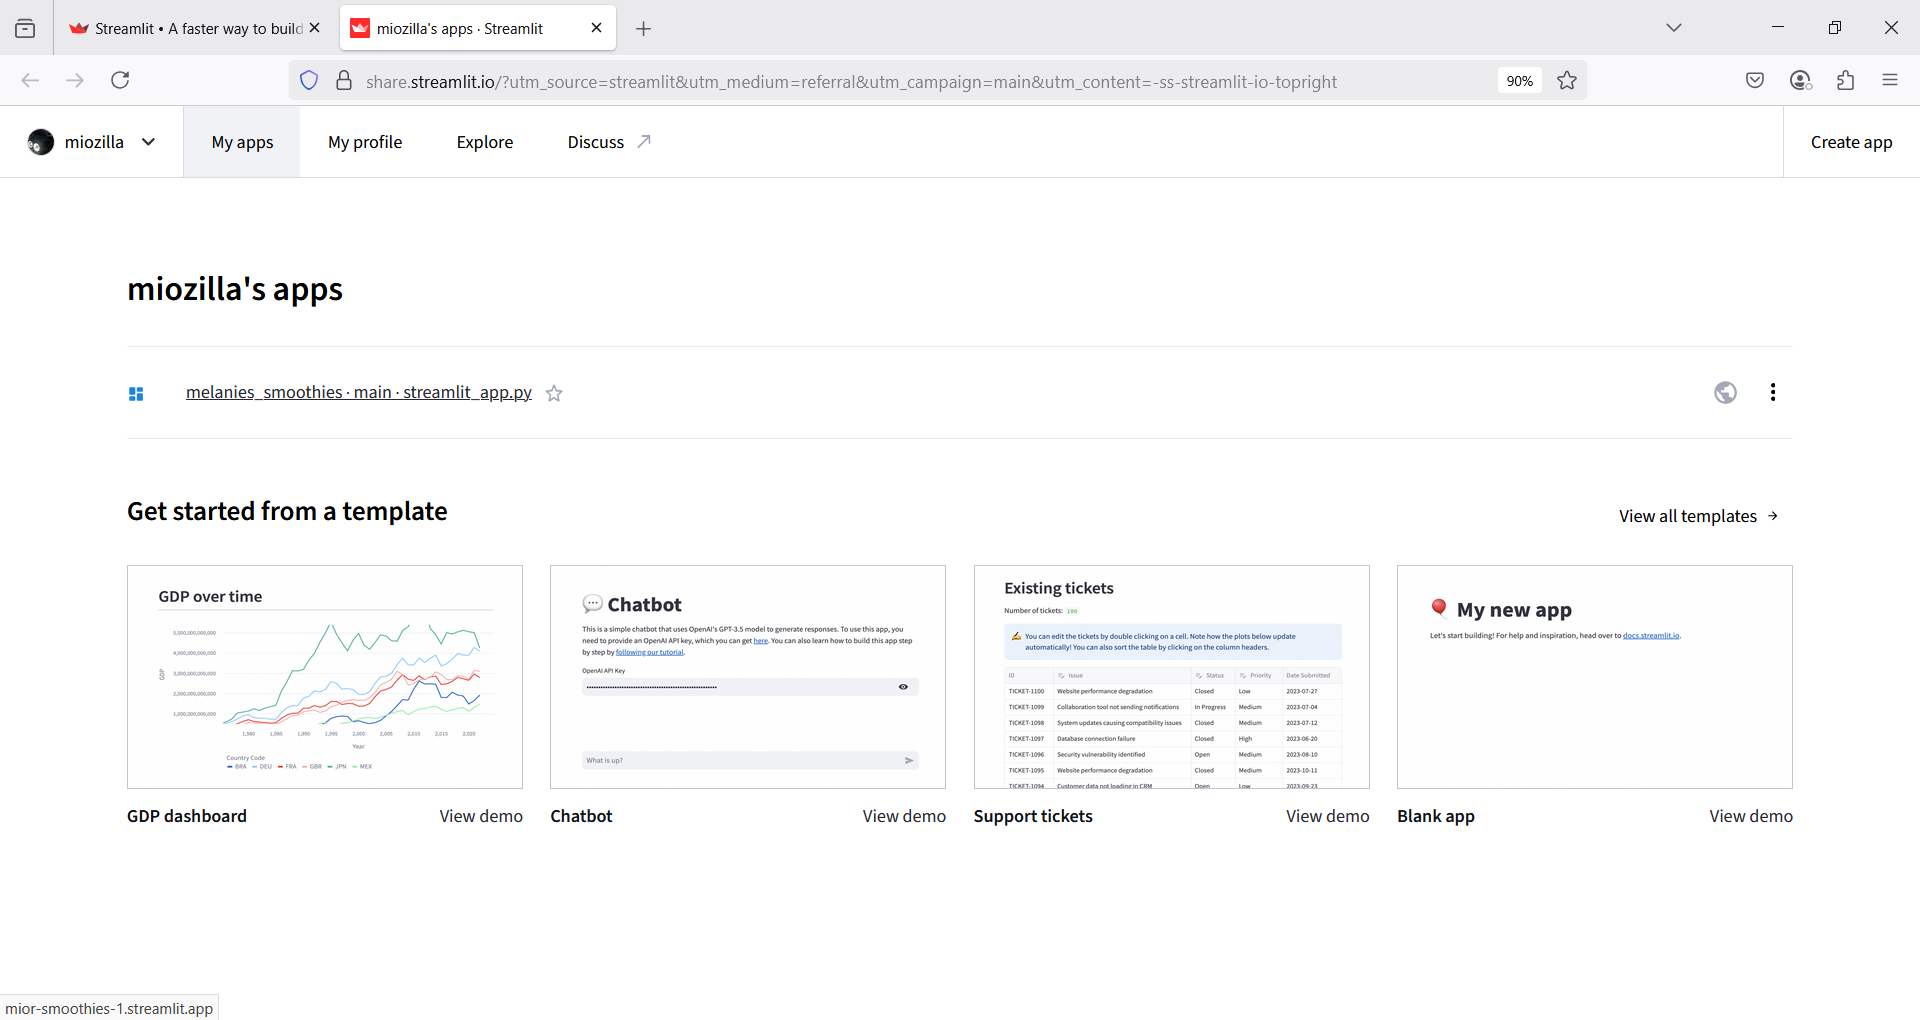 Streamlit • A faster way to build
miozilla's apps · Streamlit
share.streamlit.io/?utm_source=streamlit&utm_medium=referral&utm_campaign=main&utm_content=-ss-streamlit-io-topright
90%
miozilla
My apps
My profile
Explore
Discuss
Create app
miozilla's apps
melanies_smoothies · main · streamlit_app.py
Get started from a template
View all templates
GDP over time
5,000,000,000,000
4,000,000,000,000
3,000,000,000,000
2,000,000,000,000
1,000,000,000,000
GDP
1,980 1,985 1,990 1,995 2,000 2,005 2,010 2,015 2,020
Year
Country Code
BRA DEU FRA GBR JPN MEX
Chatbot
This is a simple chatbot that uses OpenAI's GPT-3.5 model to generate responses. To use this app, you
need to provide an OpenAI API key, which you can get here. You can also learn how to build this app step
by step by following our tutorial.
OpenAI API Key
What is up?
Existing tickets
Number of tickets: 100
You can edit the tickets by double clicking on a cell. Note how the plots below update
automatically! You can also sort the table by clicking on the column headers.
ID Issue Status Priority Date Submitted
TICKET-1100 Website performance degradation Closed Low 2023-07-27
TICKET-1099 Collaboration tool not sending notifications In Progress Medium 2023-07-04
TICKET-1098 System updates causing compatibility issues Closed Medium 2023-07-12
TICKET-1097 Database connection failure Closed High 2023-06-20
TICKET-1096 Security vulnerability identified Open Medium 2023-08-10
TICKET-1095 Website performance degradation Closed Medium 2023-10-11
TICKET-1094 Customer data not loading in CRM Open Low 2023-09-23
My new app
Let's start building! For help and inspiration, head over to docs.streamlit.io.
GDP dashboard
View demo
Chatbot
View demo
Support tickets
View demo
Blank app
View demo
mior-smoothies-1.streamlit.app